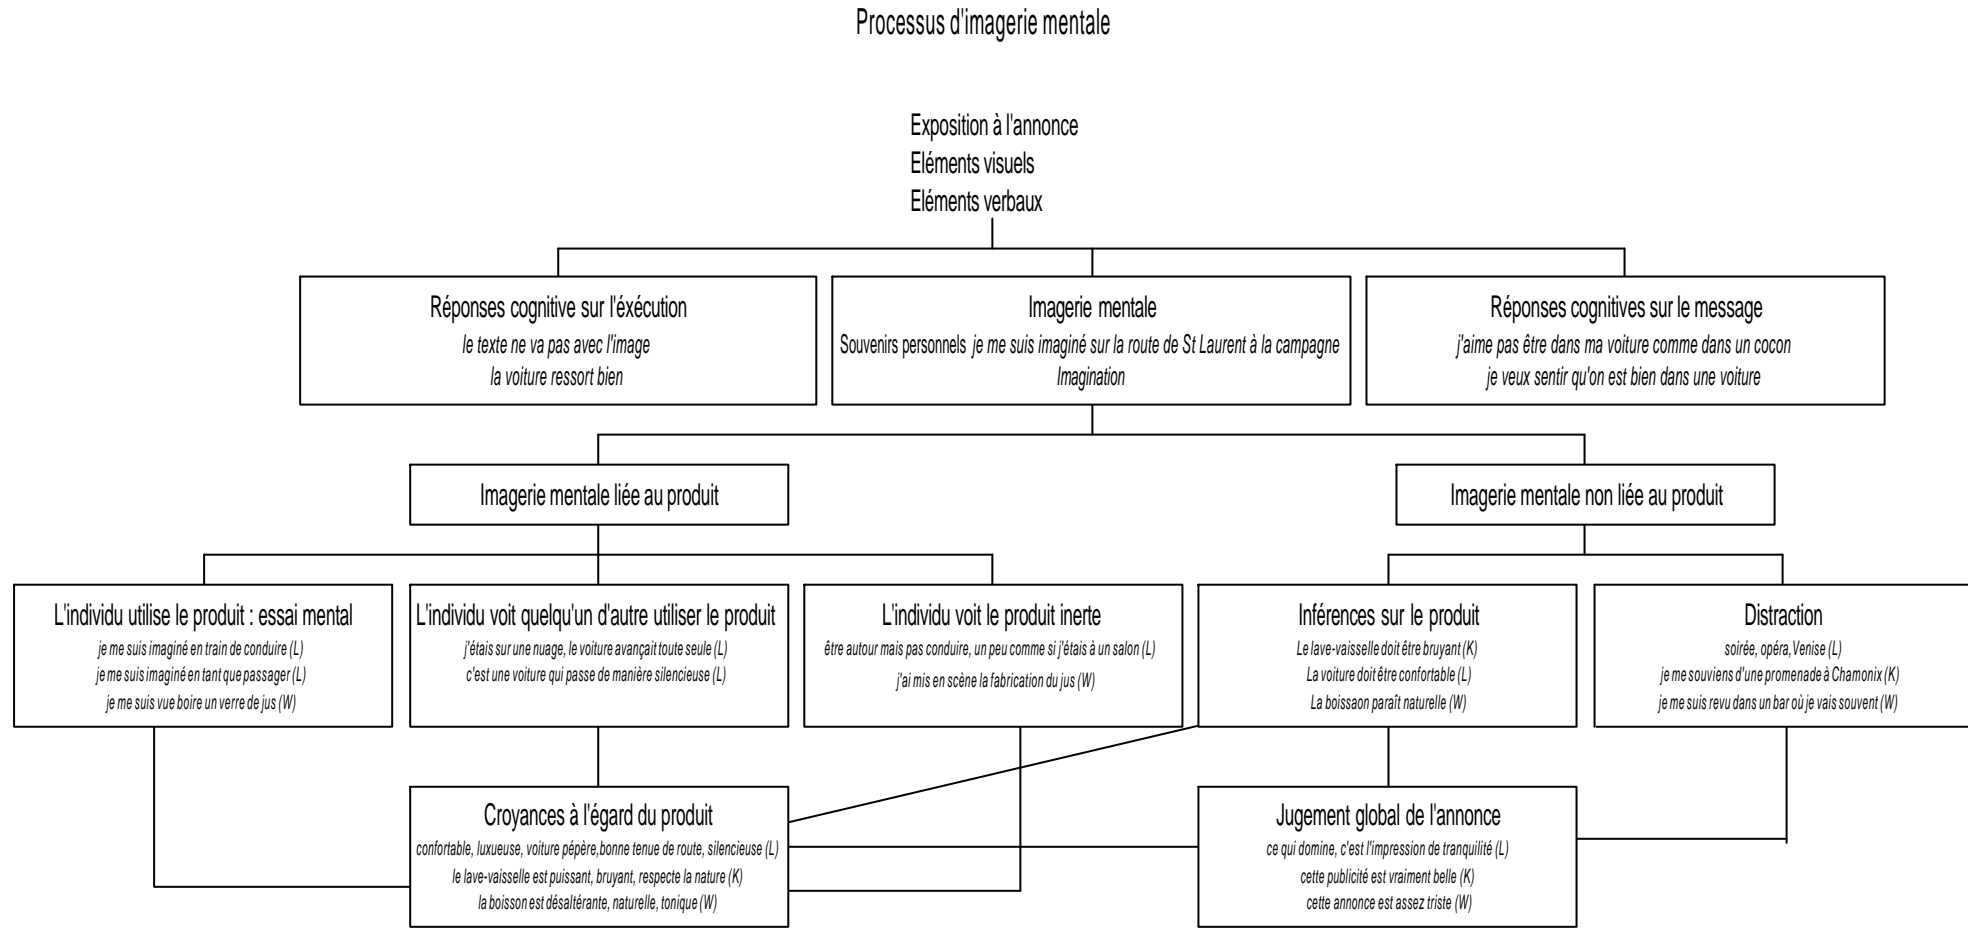 Processus d'imagerie mentale
Exposition à l'annonce
Eléments visuels
Eléments verbaux
Réponses cognitive sur l'éxécution
le texte ne va pas avec l'image
la voiture ressort bien
Imagerie mentale
Souvenirs personnels je me suis imaginé sur la route de St Laurent à la campagne
Imagination
Réponses cognitives sur le message
j'aime pas être dans ma voiture comme dans un cocon
je veux sentir qu'on est bien dans une voiture
Imagerie mentale liée au produit
Imagerie mentale non liée au produit
L'individu utilise le produit : essai mental
je me suis imaginé en train de conduire (L)
je me suis imaginé en tant que passager (L)
je me suis vue boire un verre de jus (W)
L'individu voit quelqu'un d'autre utiliser le produit
j'étais sur une nuage, le voiture avançait toute seule (L)
c'est une voiture qui passe de manière silencieuse (L)
L'individu voit le produit inerte
être autour mais pas conduire, un peu comme si j'étais à un salon (L)
j'ai mis en scène la fabrication du jus (W)
Inférences sur le produit
Le lave-vaisselle doit être bruyant (K)
La voiture doit être confortable (L)
La boissaon paraît naturelle (W)
Distraction
soirée, opéra, Venise (L)
je me souviens d'une promenade à Chamonix (K)
je me suis revu dans un bar où je vais souvent (W)
Croyances à l'égard du produit
confortable, luxueuse, voiture pépère,bonne tenue de route, silencieuse (L)
le lave-vaisselle est puissant, bruyant, respecte la nature (K)
la boisson est désaltérante, naturelle, tonique (W)
Jugement global de l'annonce
ce qui domine, c'est l'impression de tranquilité (L)
cette publicité est vraiment belle (K)
cette annonce est assez triste (W)